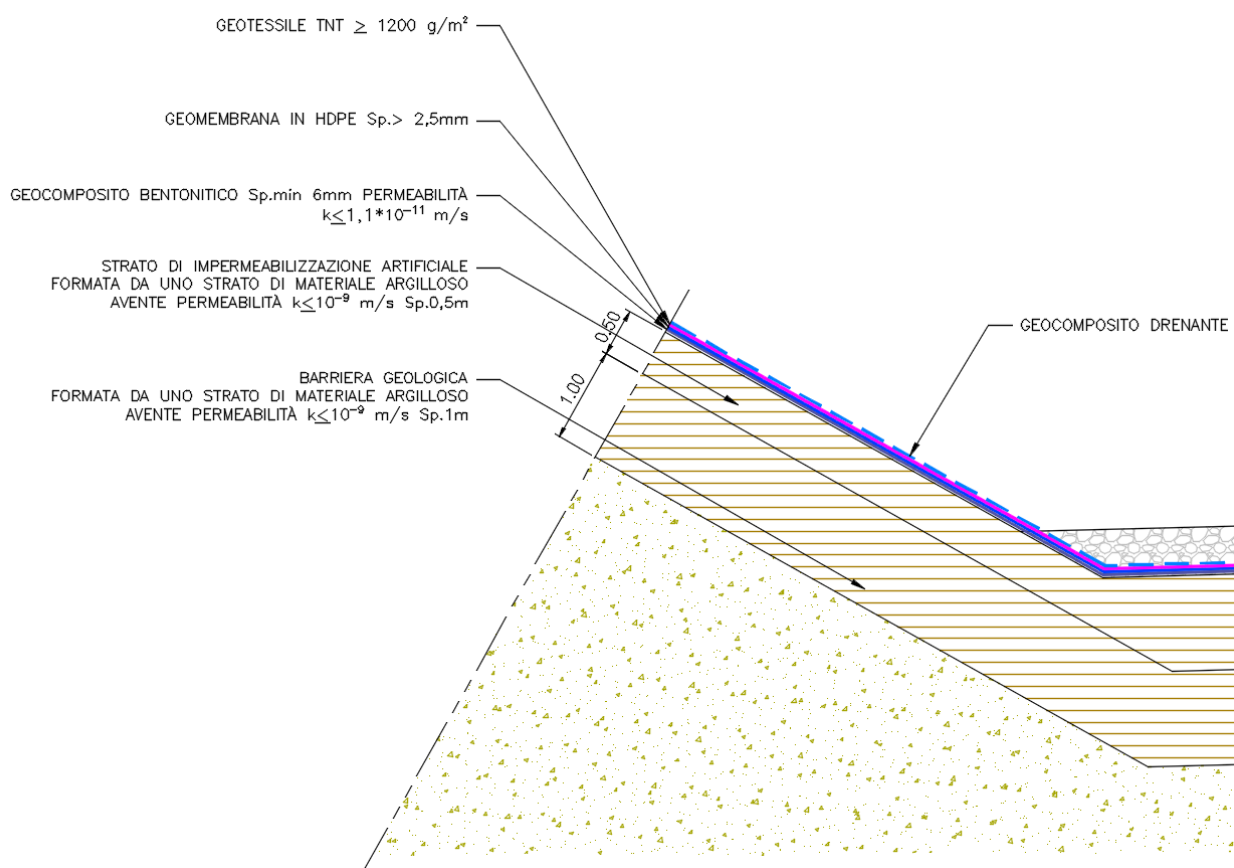 GEOTESSILE TNT ≥ 1200 g/m²
GEOMEMBRANA IN HDPE Sp.> 2,5mm
GEOCOMPOSITO BENTONITICO Sp.min 6mm PERMEABILITÀ
k≤1,1*10⁻¹¹ m/s
STRATO DI IMPERMEABILIZZAZIONE ARTIFICIALE
FORMATA DA UNO STRATO DI MATERIALE ARGILLOSO
AVENTE PERMEABILITÀ k≤10⁻⁹ m/s Sp.0,5m
BARRIERA GEOLOGICA
FORMATA DA UNO STRATO DI MATERIALE ARGILLOSO
AVENTE PERMEABILITÀ k≤10⁻⁹ m/s Sp.1m
0,50
1.00
GEOCOMPOSITO DRENANTE